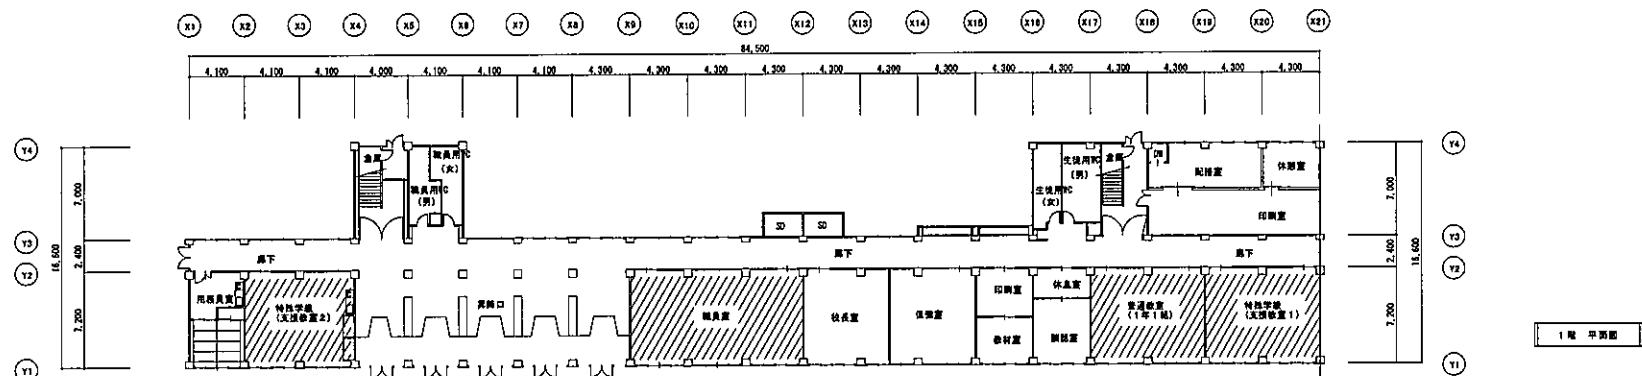 X1 X2 X3 X4 X5 X6 X7 X8 X9 X10 X11 X12 X13 X14 X15 X16 X17 X18 X19 X20 X21
84,500
4,100 4,100 4,100 4,000 4,100 4,100 4,100 4,300 4,300 4,300 4,300 4,300 4,300 4,300 4,300 4,300 4,300 4,300 4,300 4,300
Y4 倉庫 職員用WC 生徒用WC 倉庫 Y4
(女) (男) 配膳室 休憩室
職員用WC 生徒用WC
(男) (女)
7,000 7,000
印刷室
SD SD
Y3 Y3
16,600 2,400 廊下 廊下 廊下 2,400 16,600
Y2 Y2
用務員室 特殊学級 昇降口 職員室 校長室 保健室 印刷室 休息室 普通教室 特殊学級
(支援教室2) (1年1組) (支援教室1)
7,200 教材室 7,200
1階 平面図
Y1 Y1